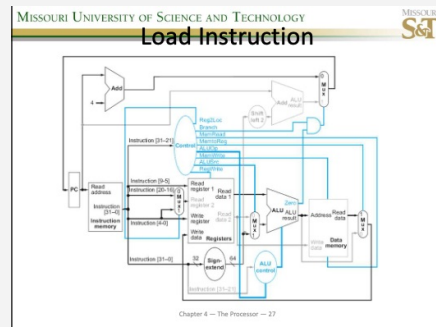 MISSOURI UNIVERSITY OF SCIENCE AND TECHNOLOGY
MISSOURI
S&T
Load Instruction
Add
4
Add ALU result
Shift left 2
0
M
u
x
1
Reg2Loc
Branch
MemRead
MemtoReg
ALUOp
MemWrite
ALUSrc
RegWrite
Instruction [31–21]
Control
PC
Read address
Instruction [31–0]
Instruction memory
Instruction [9–5]
Instruction [20–16]
Instruction [4–0]
Read register 1
Read register 2
Write register
Write data
Read data 1
Read data 2
Registers
Zero
ALU
ALU result
Address
Read data
Write data
Data memory
Instruction [31–0]
32
Sign-extend
64
ALU control
Instruction [31–21]
Chapter 4 — The Processor — 27